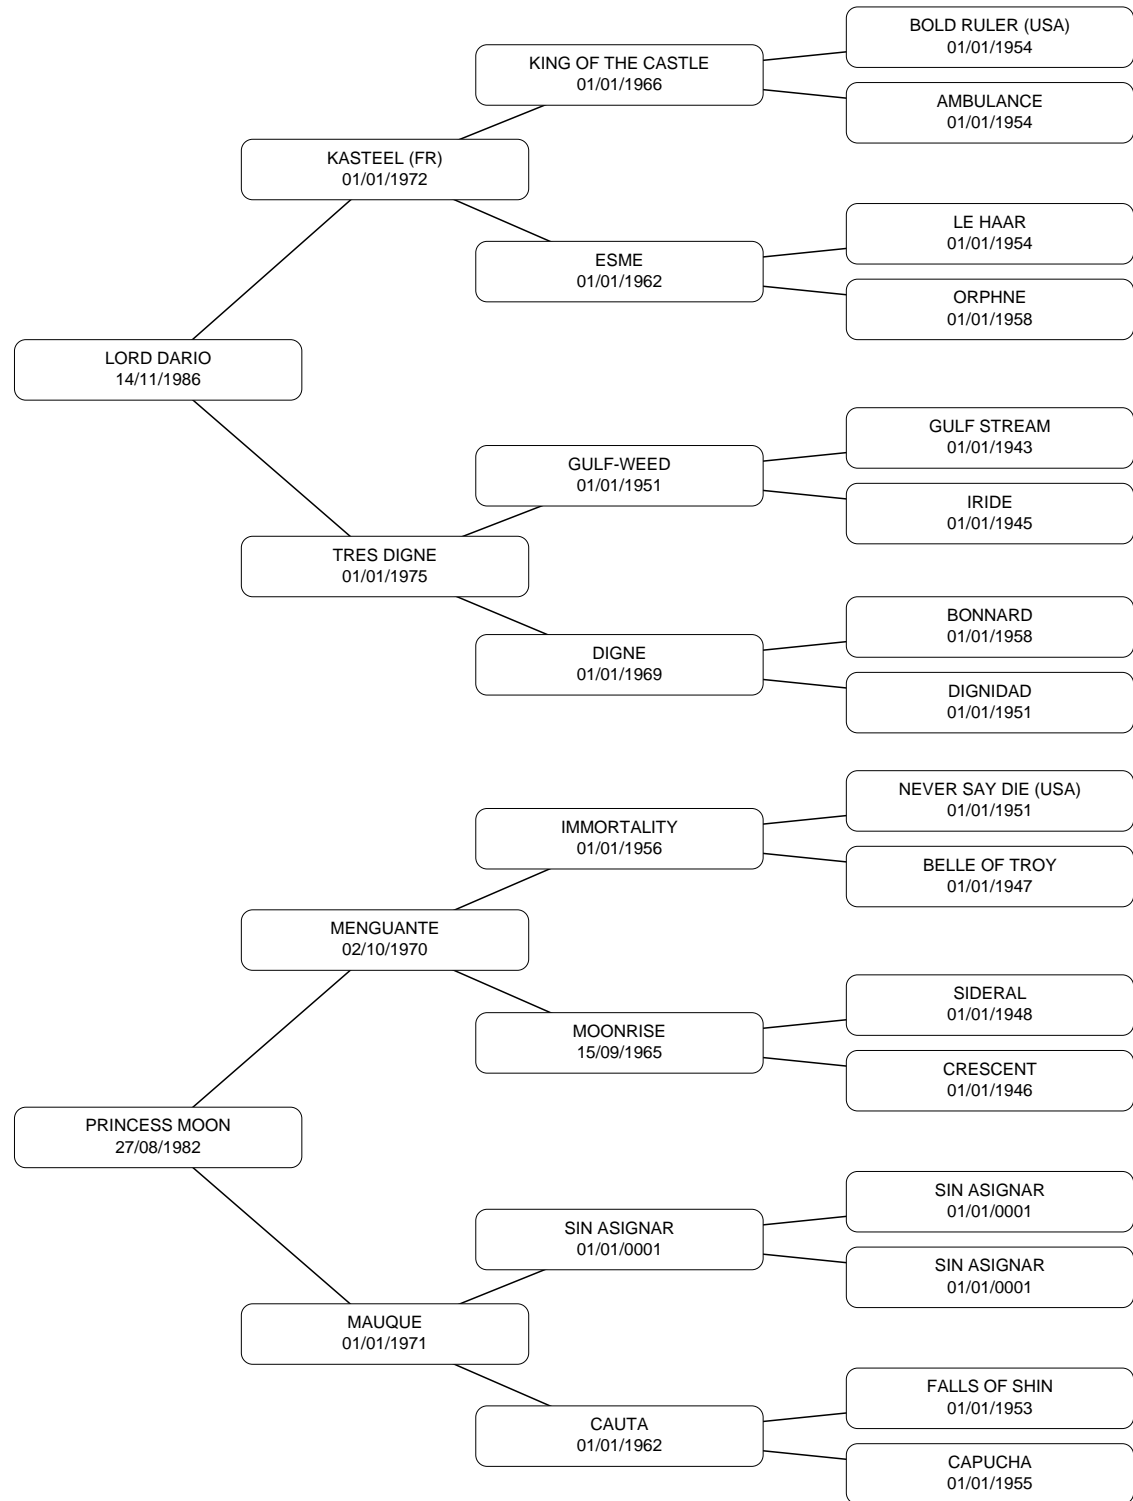 BOLD RULER (USA)
01/01/1954
KING OF THE CASTLE
01/01/1966
AMBULANCE
01/01/1954
KASTEEL (FR)
01/01/1972
LE HAAR
01/01/1954
ESME
01/01/1962
ORPHNE
01/01/1958
LORD DARIO
14/11/1986
GULF STREAM
01/01/1943
GULF-WEED
01/01/1951
IRIDE
01/01/1945
TRES DIGNE
01/01/1975
BONNARD
01/01/1958
DIGNE
01/01/1969
DIGNIDAD
01/01/1951
NEVER SAY DIE (USA)
01/01/1951
IMMORTALITY
01/01/1956
BELLE OF TROY
01/01/1947
MENGUANTE
02/10/1970
SIDERAL
01/01/1948
MOONRISE
15/09/1965
CRESCENT
01/01/1946
PRINCESS MOON
27/08/1982
SIN ASIGNAR
01/01/0001
SIN ASIGNAR
01/01/0001
SIN ASIGNAR
01/01/0001
MAUQUE
01/01/1971
FALLS OF SHIN
01/01/1953
CAUTA
01/01/1962
CAPUCHA
01/01/1955